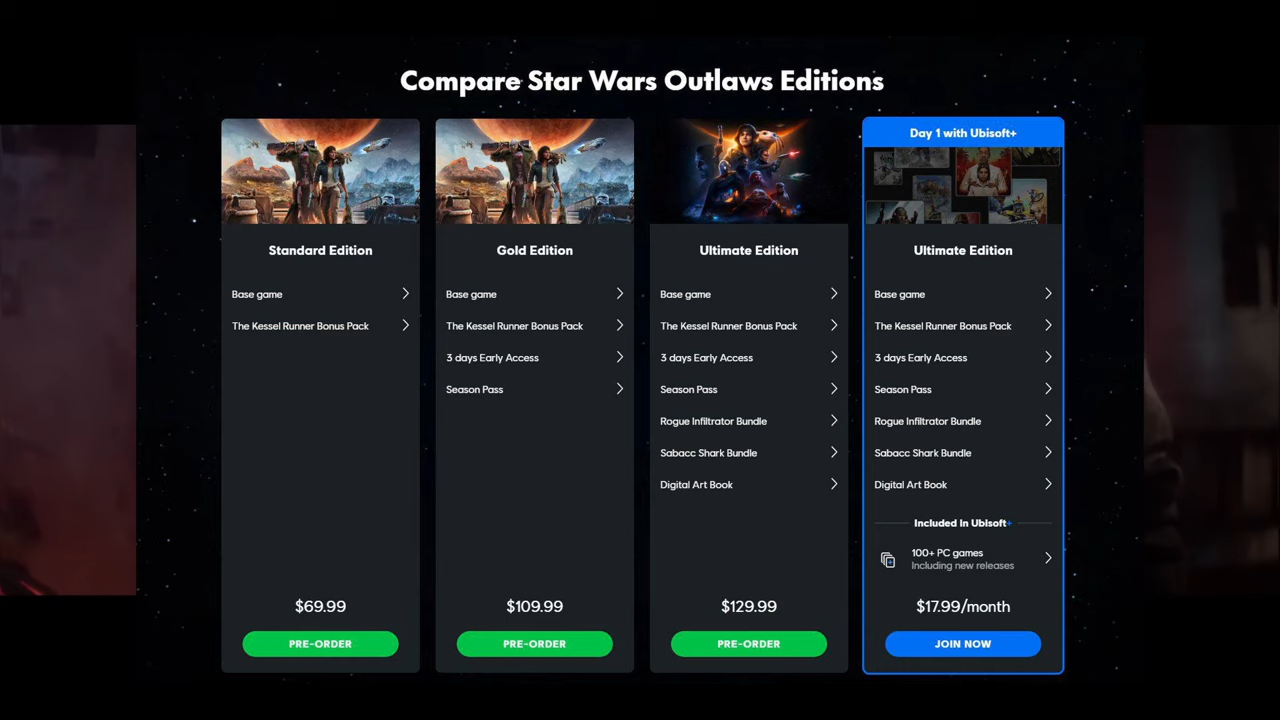 Compare Star Wars Outlaws Editions
Standard Edition
Base game
The Kessel Runner Bonus Pack
$69.99
PRE-ORDER
Gold Edition
Base game
The Kessel Runner Bonus Pack
3 days Early Access
Season Pass
$109.99
PRE-ORDER
Ultimate Edition
Base game
The Kessel Runner Bonus Pack
3 days Early Access
Season Pass
Rogue Infiltrator Bundle
Sabacc Shark Bundle
Digital Art Book
$129.99
PRE-ORDER
Day 1 with Ubisoft+
Ultimate Edition
Base game
The Kessel Runner Bonus Pack
3 days Early Access
Season Pass
Rogue Infiltrator Bundle
Sabacc Shark Bundle
Digital Art Book
Included in Ubisoft+
100+ PC games
Including new releases
$17.99/month
JOIN NOW